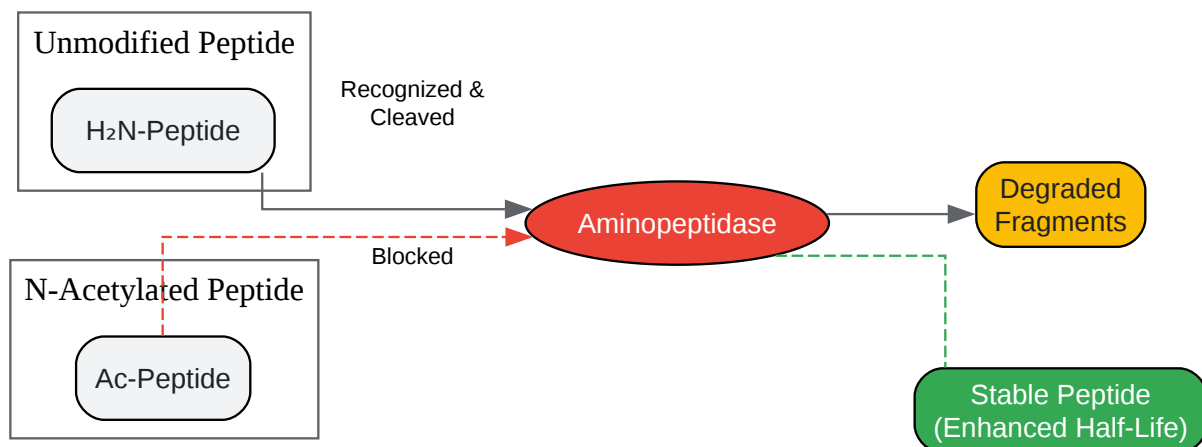 Unmodified Peptide
H₂N-Peptide
Recognized &
Cleaved
Aminopeptidase
Degraded
Fragments
Blocked
N-Acetylated Peptide
Ac-Peptide
Stable Peptide
(Enhanced Half-Life)